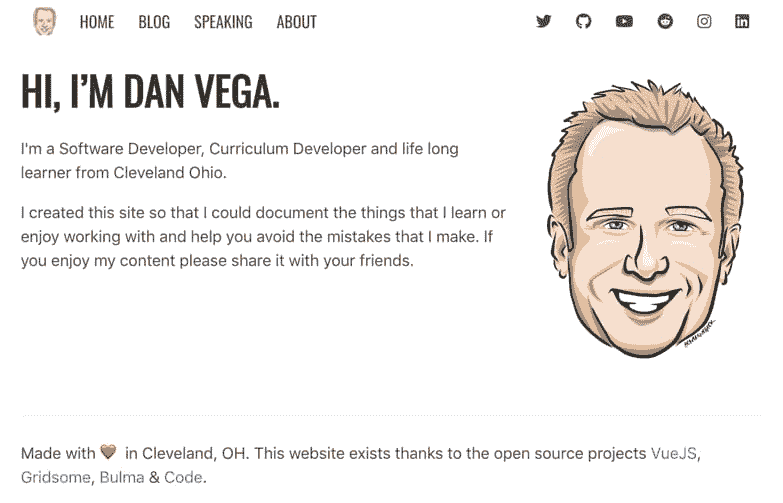 HOME BLOG SPEAKING ABOUT
HI, I'M DAN VEGA.
I'm a Software Developer, Curriculum Developer and life long
learner from Cleveland Ohio.
I created this site so that I could document the things that I learn or
enjoy working with and help you avoid the mistakes that I make. If
you enjoy my content please share it with your friends.
Made with 🤎 in Cleveland, OH. This website exists thanks to the open source projects VueJS,
Gridsome, Bulma & Code.